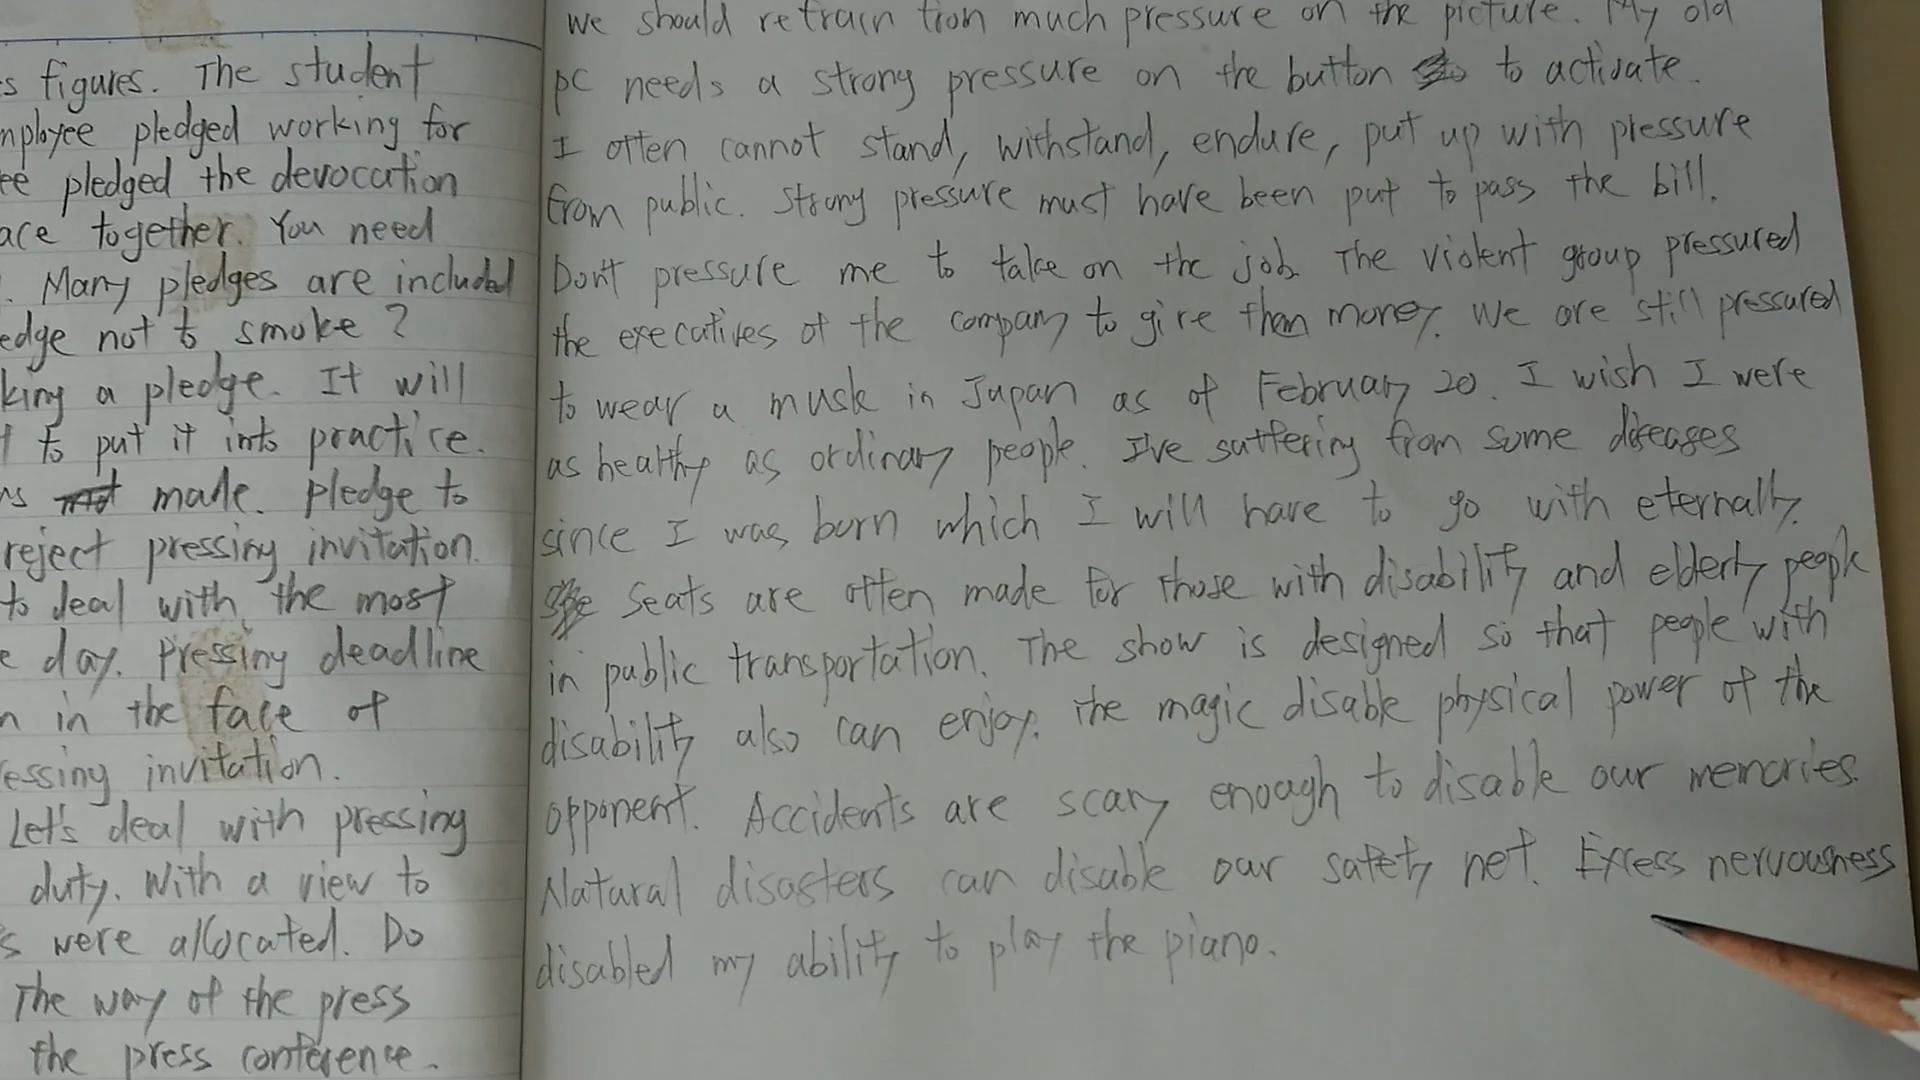 s figures. The student
mployee pledged working for
ee pledged the devocation
ace together. You need
. Many pledges are included
edge not to smoke?
king a pledge. It will
to put it into practice.
ns made. pledge to
reject pressing invitation.
to deal with the most
e day. Pressing deadline
n in the face of
essing invitation.
Let's deal with pressing
duty. With a view to
s were allocated. Do
The way of the press
the press conference.
we should retrain tion much pressure on the picture. My old
pc needs a strong pressure on the button to activate.
I often cannot stand, withstand, endure, put up with pressure
from public. Strong pressure must have been put to pass the bill.
Don't pressure me to take on the job. The violent group pressured
the executives of the company to give them money. We are still pressured
to wear a musk in Japan as of February 20. I wish I were
as healthy as ordinary people. I've suffering from some diseases
since I was born which I will have to go with eternally.
Seats are often made for those with disability and elderly people
in public transportation. The show is designed so that people with
disability also can enjoy. The magic disable physical power of the
opponent. Accidents are scary enough to disable our memories.
Natural disasters can disable our safety net. Excess nervousness
disabled my ability to play the piano.